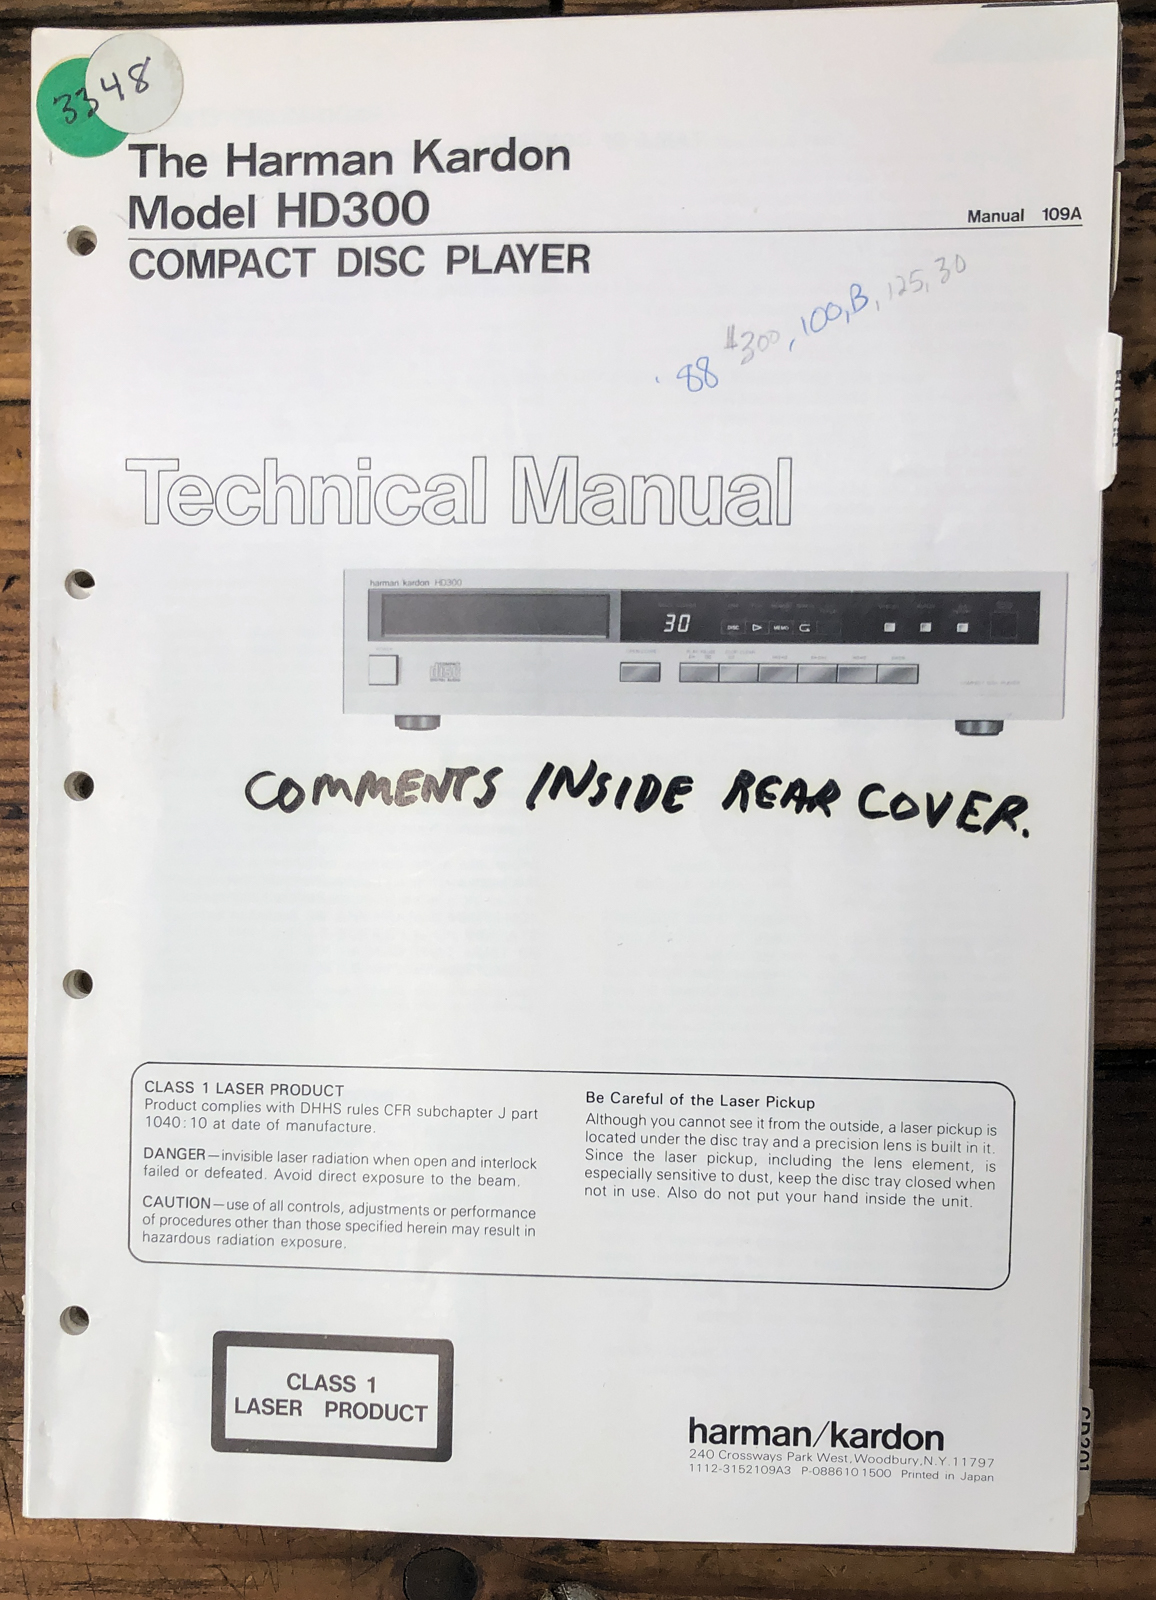 3348
The Harman Kardon
Model HD300
Manual 109A
COMPACT DISC PLAYER
'88 #300, 100, B, 125, 30
Technical Manual
harman kardon HD300
30
DISC
MEMO
COMMENTS INSIDE REAR COVER.
CLASS 1 LASER PRODUCT
Product complies with DHHS rules CFR subchapter J part
1040:10 at date of manufacture.
DANGER—invisible laser radiation when open and interlock
failed or defeated. Avoid direct exposure to the beam.
CAUTION—use of all controls, adjustments or performance
of procedures other than those specified herein may result in
hazardous radiation exposure.
Be Careful of the Laser Pickup
Although you cannot see it from the outside, a laser pickup is
located under the disc tray and a precision lens is built in it.
Since the laser pickup, including the lens element, is
especially sensitive to dust, keep the disc tray closed when
not in use. Also do not put your hand inside the unit.
CLASS 1
LASER PRODUCT
harman/kardon
240 Crossways Park West, Woodbury, N.Y. 11797
1112-3152109A3 P-0886101500 Printed in Japan